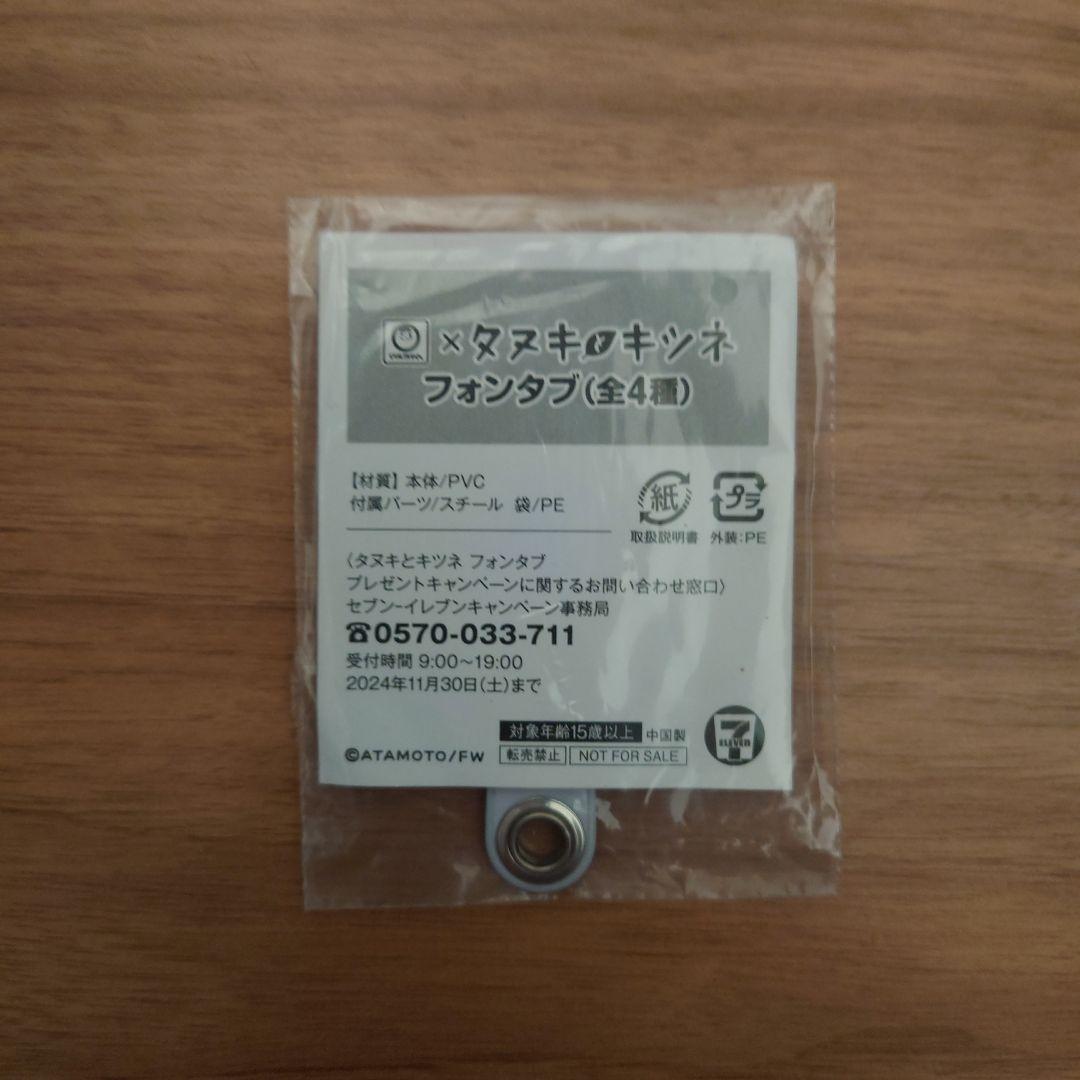 ×タヌキとキツネ
フォンタブ(全4種)
【材質】本体/PVC
付属パーツ/スチール 袋/PE
紙
プラ
取扱説明書 外装:PE
〈タヌキとキツネ フォンタブ
プレゼントキャンペーンに関するお問い合わせ窓口〉
セブン-イレブンキャンペーン事務局
☎0570-033-711
受付時間 9:00~19:00
2024年11月30日(土)まで
対象年齢15歳以上 中国製
7 ELEVEN
©ATAMOTO/FW 転売禁止 NOT FOR SALE